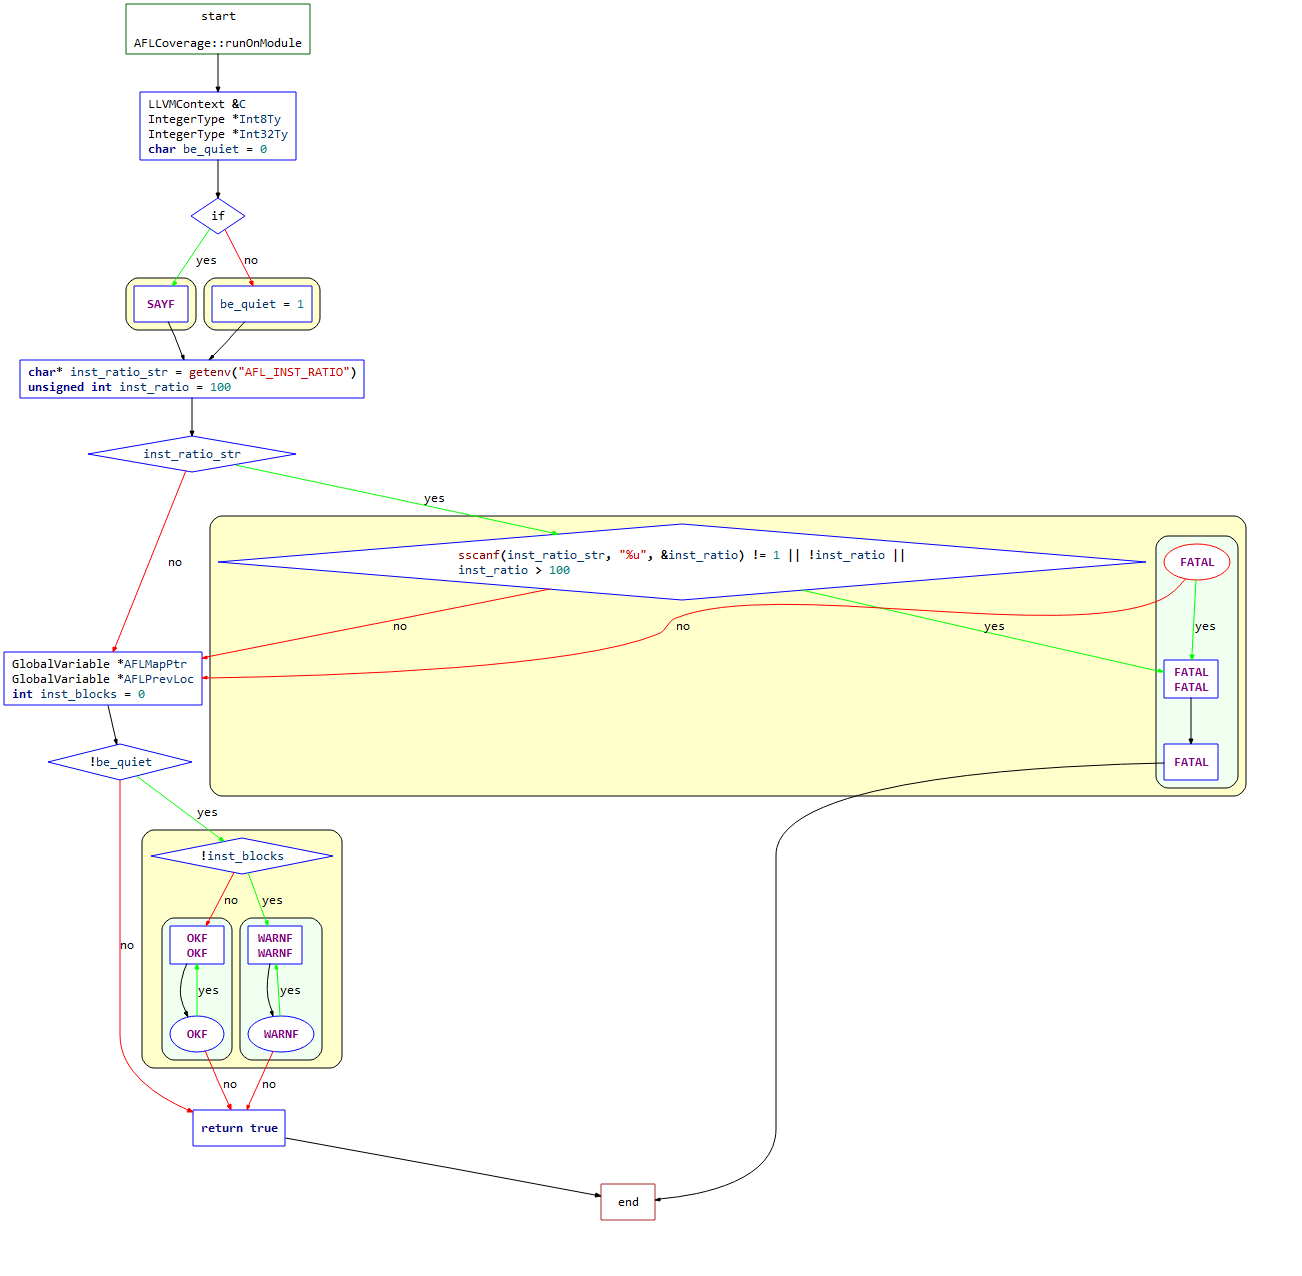 start
AFLCoverage::runOnModule
LLVMContext &C
IntegerType *Int8Ty
IntegerType *Int32Ty
char be_quiet = 0
if
yes
no
SAYF
be_quiet = 1
char* inst_ratio_str = getenv("AFL_INST_RATIO")
unsigned int inst_ratio = 100
inst_ratio_str
yes
no
sscanf(inst_ratio_str, "%u", &inst_ratio) != 1 || !inst_ratio ||
inst_ratio > 100
FATAL
no
no
yes
yes
GlobalVariable *AFLMapPtr
GlobalVariable *AFLPrevLoc
int inst_blocks = 0
FATAL
FATAL
!be_quiet
FATAL
yes
!inst_blocks
no
yes
no
OKF
OKF
WARNF
WARNF
yes
yes
OKF
WARNF
no
no
return true
end